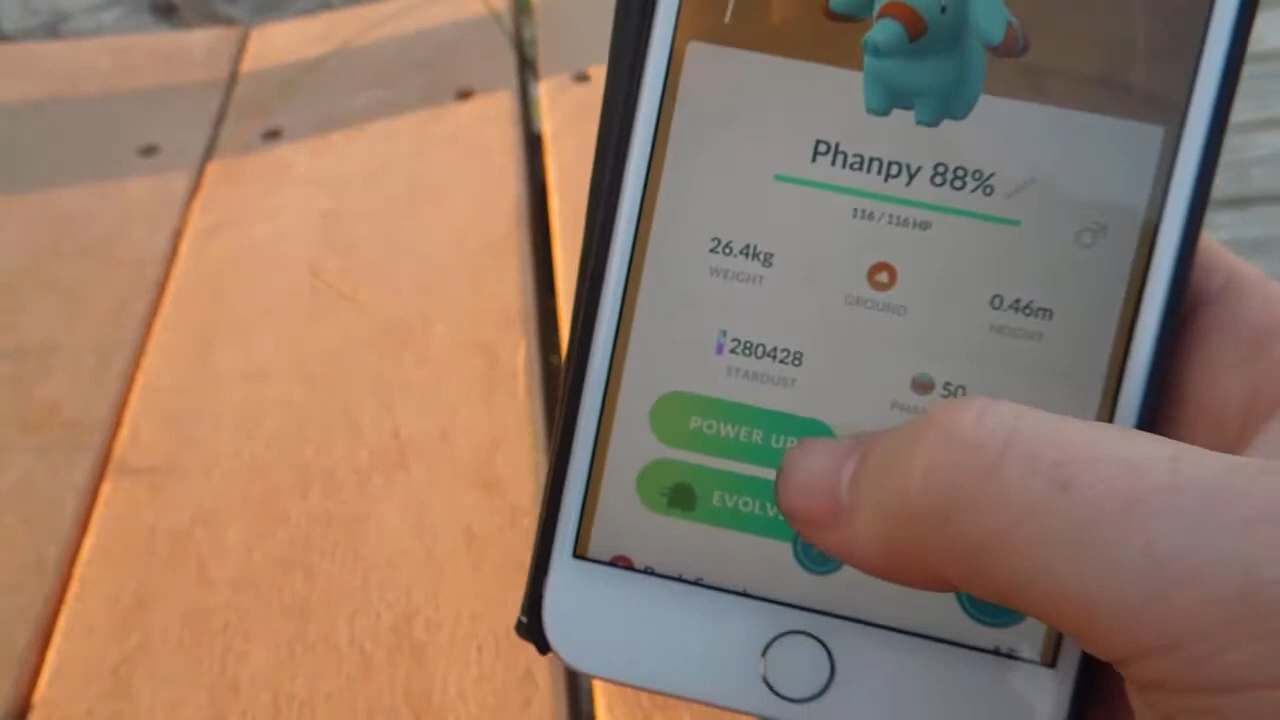 Phanpy 88%
116 / 116 HP
26.4kg
WEIGHT
GROUND
0.46m
HEIGHT
280428
STARDUST
50
POWER UP
EVOLV